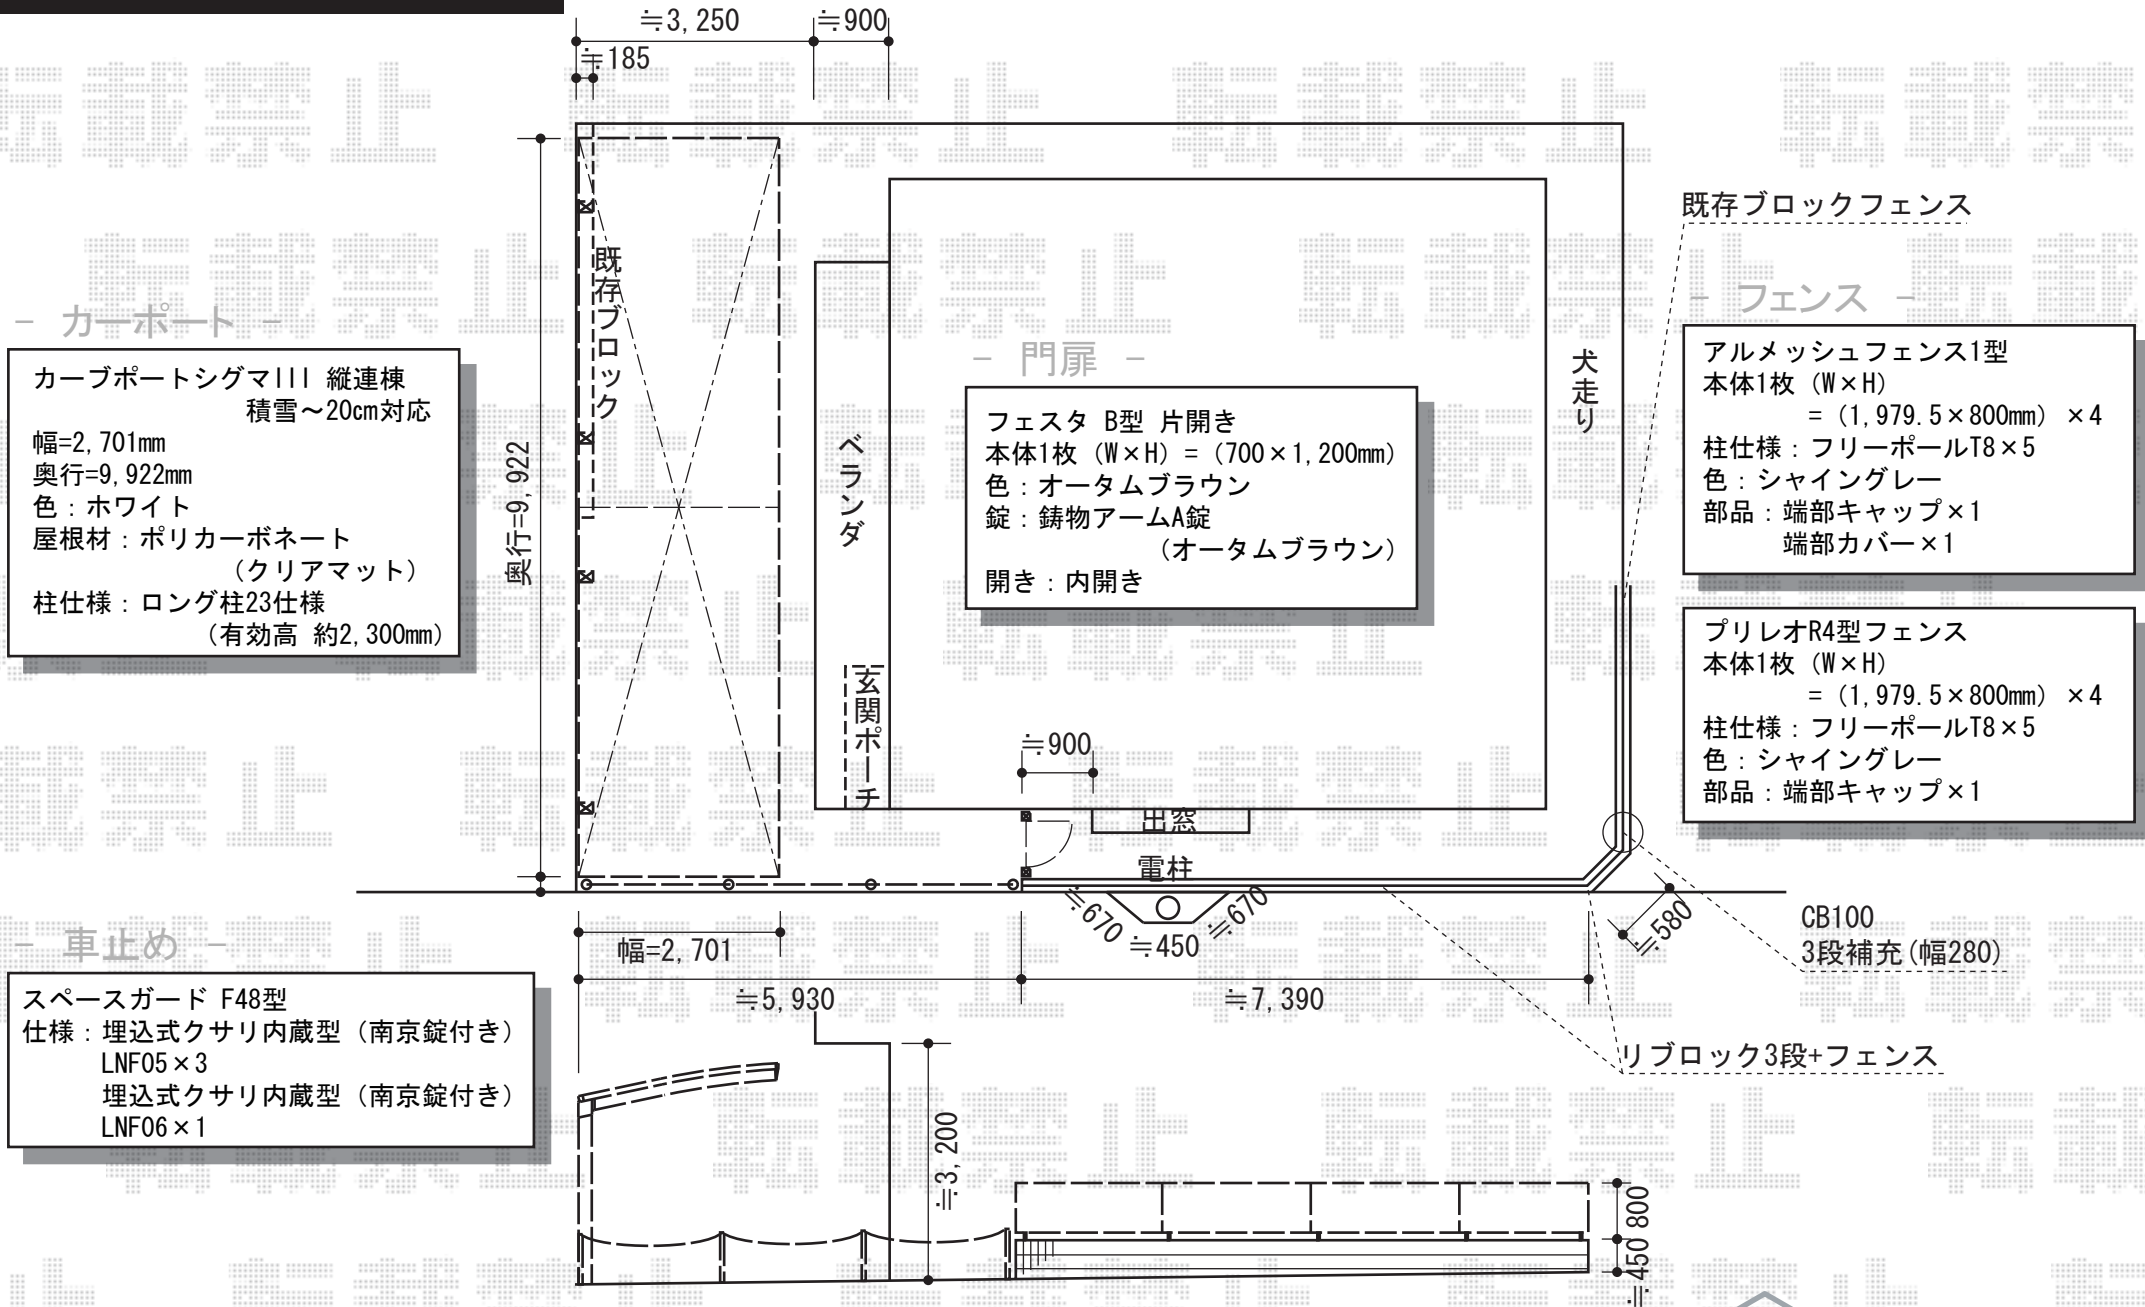 ≒3,250
≒900
≒185
既存ブロックフェンス
- カーポート -
カーブポートシグマIII 縦連棟
積雪～20cm対応
幅=2,701mm
奥行=9,922mm
色：ホワイト
屋根材：ポリカーボネート
（クリアマット）
柱仕様：ロング柱23仕様
（有効高 約2,300mm）
奥行=9,922
既存ブロック
ベランダ
玄関ポーチ
- 門扉 -
フェスタ B型 片開き
本体1枚（W×H）=（700×1,200mm）
色：オータムブラウン
錠：鋳物アームA錠
（オータムブラウン）
開き：内開き
犬走り
- フェンス -
アルメッシュフェンス1型
本体1枚（W×H）
=（1,979.5×800mm）×4
柱仕様：フリーポールT8×5
色：シャイングレー
部品：端部キャップ×1
端部カバー×1
プリレオR4型フェンス
本体1枚（W×H）
=（1,979.5×800mm）×4
柱仕様：フリーポールT8×5
色：シャイングレー
部品：端部キャップ×1
≒900
出窓
電柱
≒670
≒450
≒670
≒580
CB100
3段補充(幅280)
- 車止め -
スペースガード F48型
仕様：埋込式クサリ内蔵型（南京錠付き）
LNF05×3
埋込式クサリ内蔵型（南京錠付き）
LNF06×1
幅=2,701
≒5,930
≒7,390
リブロック3段+フェンス
≒3,200
800
≒450
転載禁止